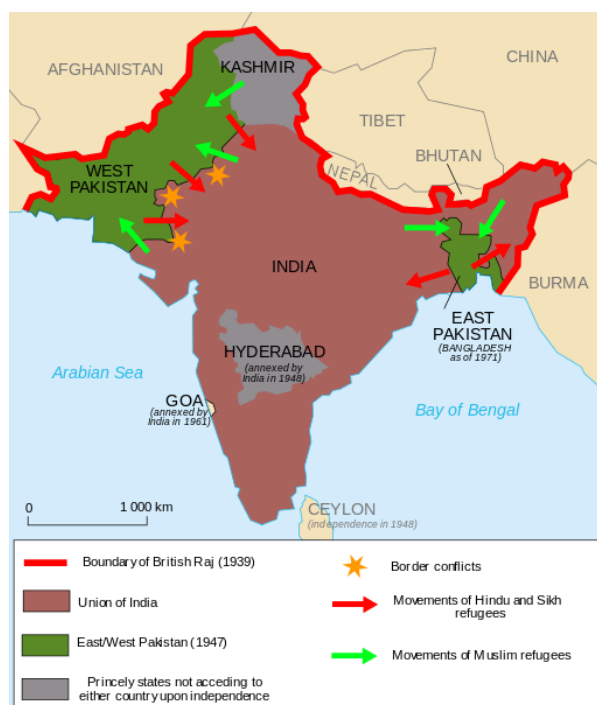 AFGHANISTAN
KASHMIR
CHINA
TIBET
BHUTAN
NEPAL
WEST
PAKISTAN
INDIA
BURMA
EAST
PAKISTAN
(BANGLADESH
as of 1971)
HYDERABAD
(annexed by
India in 1948)
Arabian Sea
GOA
(annexed by
India in 1961)
Bay of Bengal
0 1 000 km
CEYLON
(independence in 1948)
Boundary of British Raj (1939)
Union of India
East/West Pakistan (1947)
Princely states not acceding to
either country upon independence
Border conflicts
Movements of Hindu and Sikh
refugees
Movements of Muslim refugees